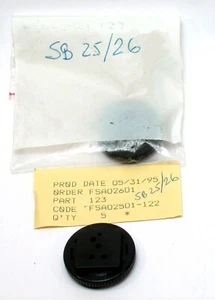 SB 25/26
PROD DATE 05/31/95
ORDER FSA02601
PART 123
CODE *FSA02501-122
Q'TY 5 *
SB 25/26